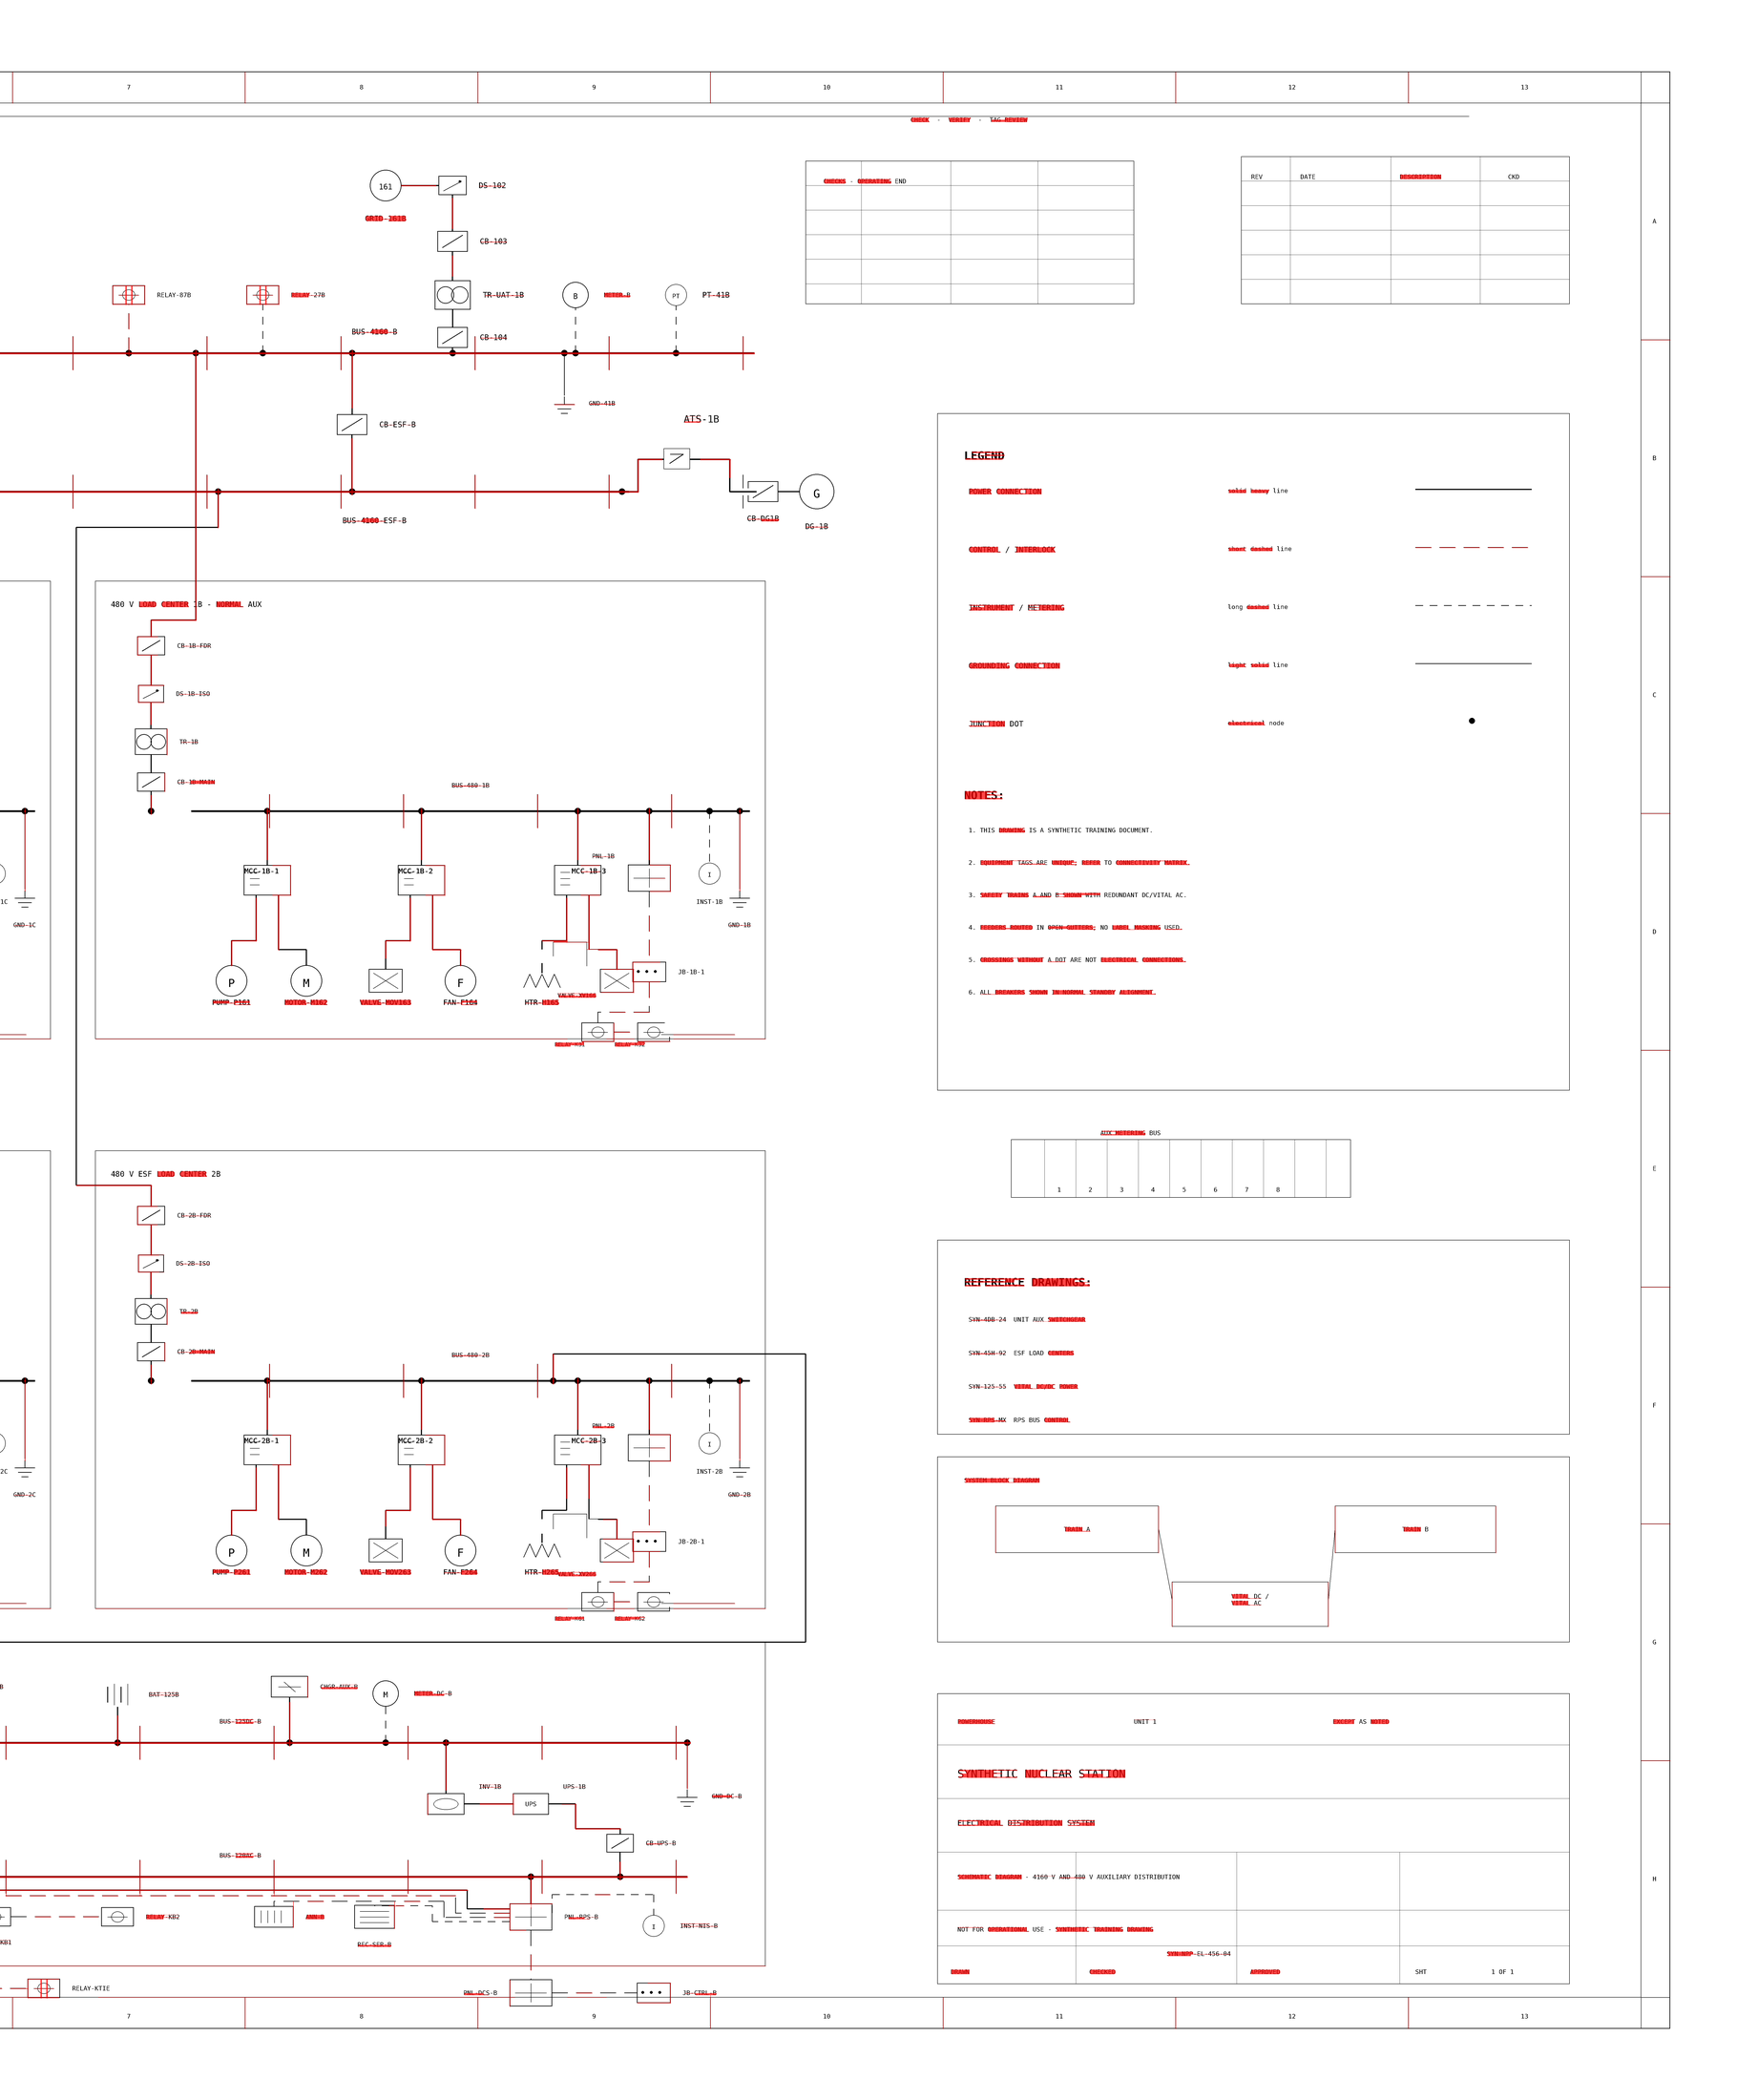 7 8 9 10 11 12 13
CHECK - VERIFY - TAG REVIEW
CHECKS - OPERATING END
REV DATE DESCRIPTION CKD
161
DS-102
GRID-261B
CB-103
RELAY-87B
RELAY-27B
TR-UAT-1B
B
METER-B
PT
PT-41B
BUS-4160-B
CB-104
GND-41B
ATS-1B
CB-ESF-B
G
BUS-4160-ESF-B
CB-DG1B
DG-1B
A
B
C
D
E
F
G
H
LEGEND
POWER CONNECTION solid heavy line
CONTROL / INTERLOCK short dashed line
INSTRUMENT / METERING long dashed line
GROUNDING CONNECTION light solid line
JUNCTION DOT electrical node
NOTES:
1. THIS DRAWING IS A SYNTHETIC TRAINING DOCUMENT.
2. EQUIPMENT TAGS ARE UNIQUE; REFER TO CONNECTIVITY MATRIX.
3. SAFETY TRAINS A AND B SHOWN WITH REDUNDANT DC/VITAL AC.
4. FEEDERS ROUTED IN OPEN GUTTERS; NO LABEL MASKING USED.
5. CROSSINGS WITHOUT A DOT ARE NOT ELECTRICAL CONNECTIONS.
6. ALL BREAKERS SHOWN IN NORMAL STANDBY ALIGNMENT.
480 V LOAD CENTER 1B - NORMAL AUX
CB-1B-FDR
DS-1B-ISO
TR-1B
CB-1B-MAIN
BUS-480-1B
PNL-1B
MCC-1B-1
MCC-1B-2
MCC-1B-3
I
1C
INST-1B
GND-1C
GND-1B
P
M
F
JB-1B-1
PUMP-P161
MOTOR-M162
VALVE-MOV163
FAN-F164
HTR-H165
480 V ESF LOAD CENTER 2B
CB-2B-FDR
DS-2B-ISO
TR-2B
CB-2B-MAIN
BUS-480-2B
PNL-2B
MCC-2B-1
MCC-2B-2
MCC-2B-3
I
2C
INST-2B
GND-2C
GND-2B
P
M
F
JB-2B-1
PUMP-P261
MOTOR-M262
VALVE-MOV263
FAN-F264
HTR-H265
B
BAT-125B
CHGR-AUX-B
M
METER-DC-B
BUS-125DC-B
INV-1B
UPS-1B
UPS
GND-DC-B
CB-UPS-B
BUS-120AC-B
RELAY-KB2
ANN-B
PNL-RPS-B
I
INST-NIS-B
KB1
REC-SER-B
RELAY-KTIE
PNL-DCS-B
JB-CTRL-B
AUX METERING BUS
1 2 3 4 5 6 7 8
REFERENCE DRAWINGS:
SYN-4DB-24 UNIT AUX SWITCHGEAR
SYN-45H-92 ESF LOAD CENTERS
SYN-125-55 VITAL DC/DC POWER
SYN-RPS-MX RPS BUS CONTROL
SYSTEM BLOCK DIAGRAM
TRAIN A
TRAIN B
VITAL DC /
VITAL AC
POWERHOUSE UNIT 1 EXCEPT AS NOTED
SYNTHETIC NUCLEAR STATION
ELECTRICAL DISTRIBUTION SYSTEM
SCHEMATIC DIAGRAM - 4160 V AND 480 V AUXILIARY DISTRIBUTION
NOT FOR OPERATIONAL USE - SYNTHETIC TRAINING DRAWING
SYN-NPP-EL-456-04
DRAWN CHECKED APPROVED SHT 1 OF 1
7 8 9 10 11 12 13